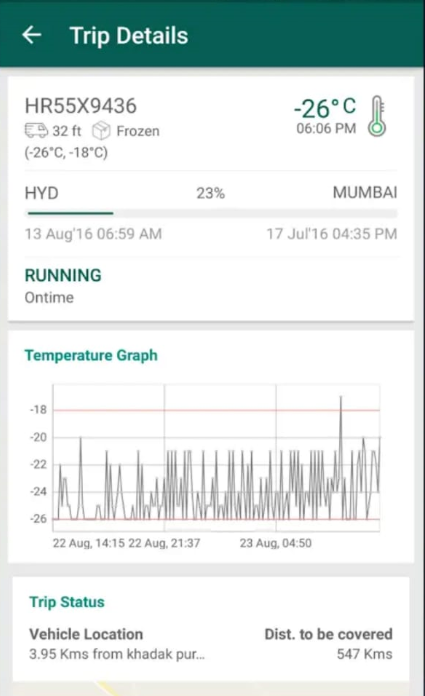 Trip Details
HR55X9436
-26°C
32 ft Frozen
06:06 PM
(-26°C, -18°C)
HYD 23% MUMBAI
13 Aug'16 06:59 AM 17 Jul'16 04:35 PM
RUNNING
Ontime
Temperature Graph
-18
-20
-22
-24
-26
22 Aug, 14:15 22 Aug, 21:37 23 Aug, 04:50
Trip Status
Vehicle Location Dist. to be covered
3.95 Kms from khadak pur... 547 Kms